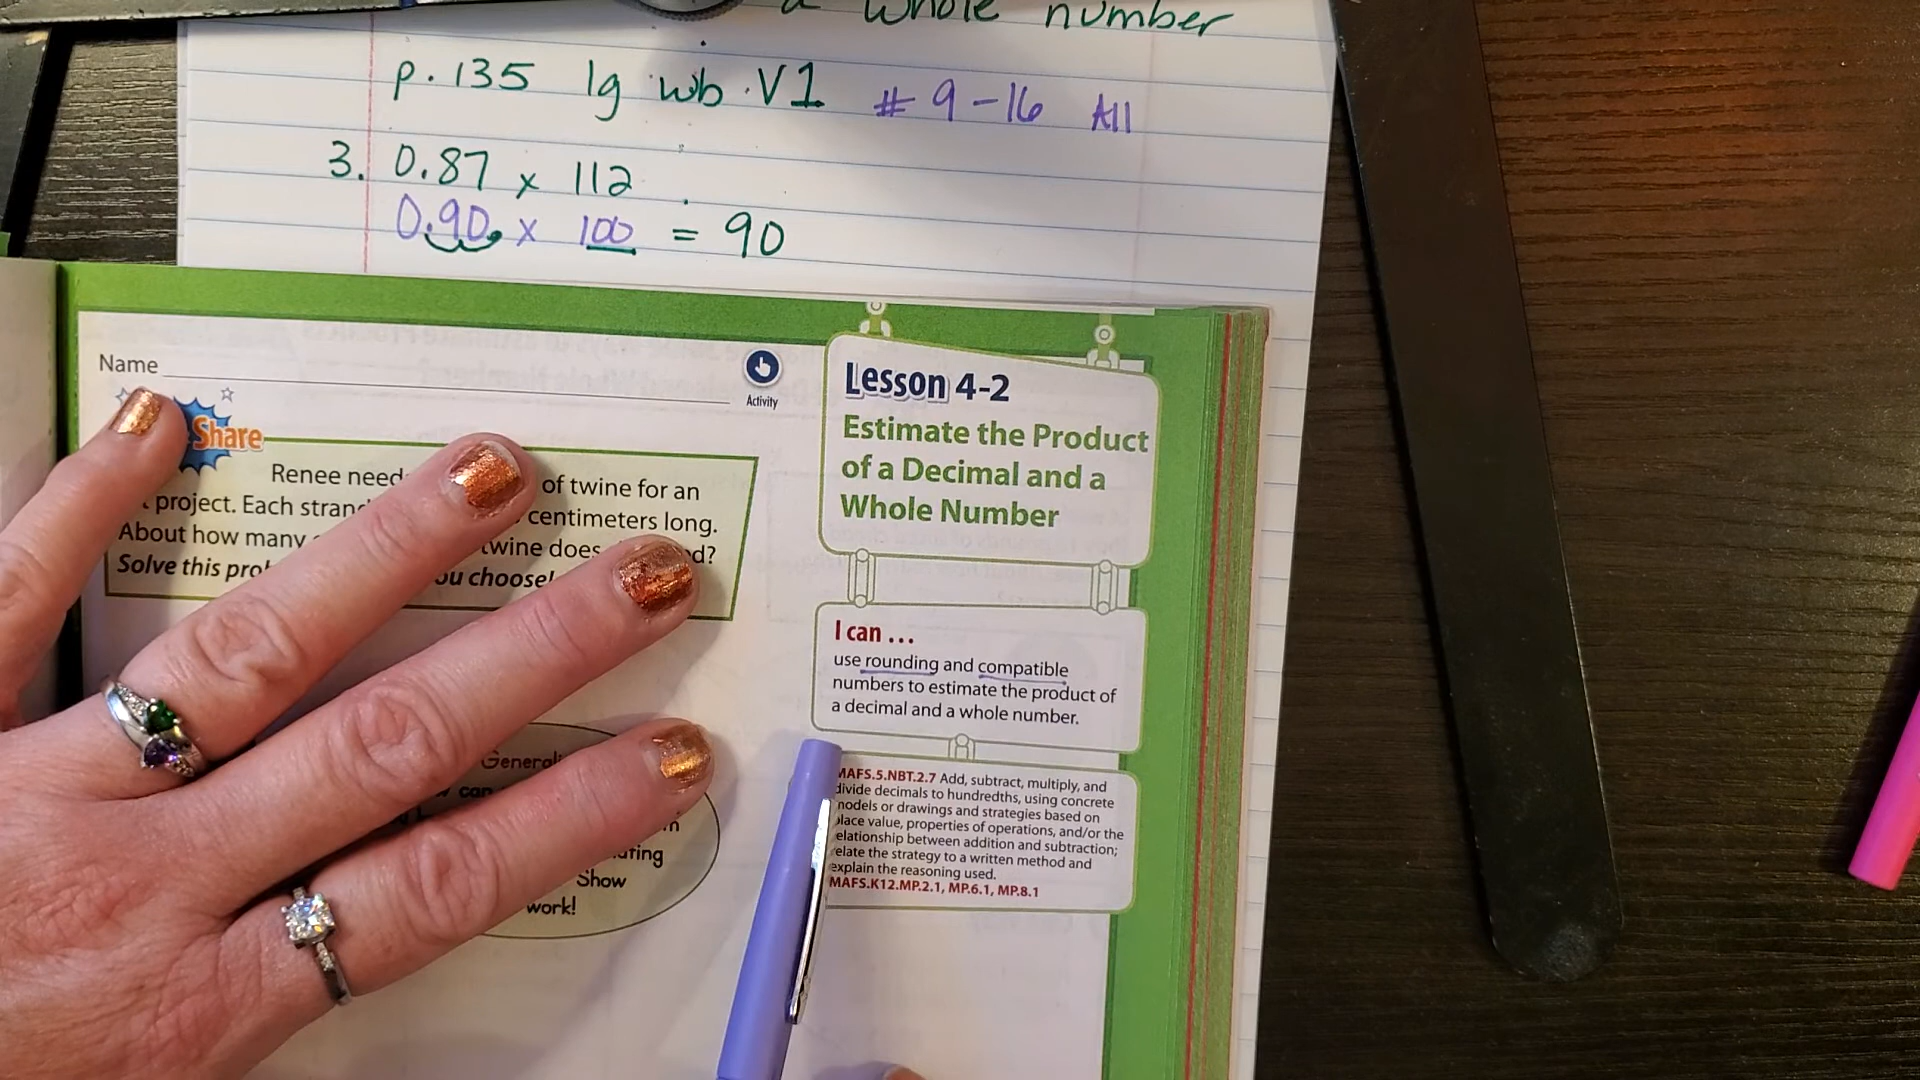 a whole number
p. 135 lg wb V1 # 9-16 All
3. 0.87 x 112
0.90 x 100 = 90
Name
Activity
Share
Renee need of twine for an
project. Each stran centimeters long.
About how many twine does d?
Solve this pro ou choose!
Generali
can
n
ating
Show
work!
Lesson 4-2
Estimate the Product
of a Decimal and a
Whole Number
I can ...
use rounding and compatible
numbers to estimate the product of
a decimal and a whole number.
MAFS.5.NBT.2.7 Add, subtract, multiply, and
divide decimals to hundredths, using concrete
models or drawings and strategies based on
place value, properties of operations, and/or the
relationship between addition and subtraction;
relate the strategy to a written method and
explain the reasoning used.
MAFS.K12.MP.2.1, MP.6.1, MP.8.1